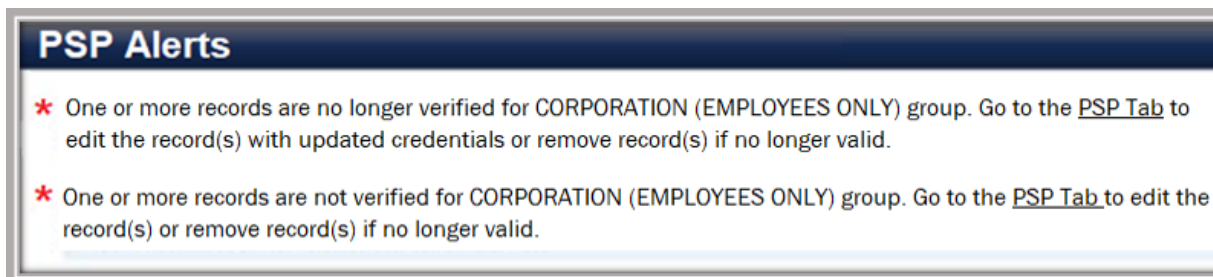 PSP Alerts
* One or more records are no longer verified for CORPORATION (EMPLOYEES ONLY) group. Go to the PSP Tab to
edit the record(s) with updated credentials or remove record(s) if no longer valid.
* One or more records are not verified for CORPORATION (EMPLOYEES ONLY) group. Go to the PSP Tab to edit the
record(s) or remove record(s) if no longer valid.